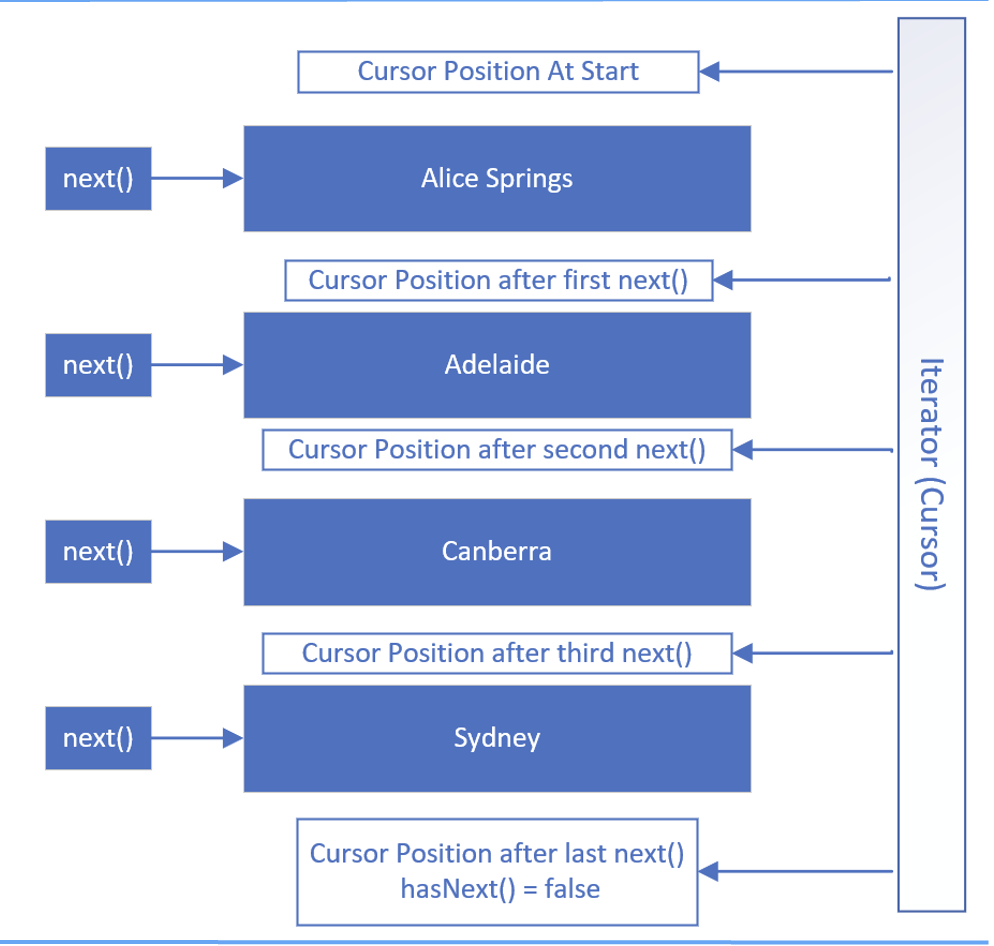 Cursor Position At Start
next()
Alice Springs
Cursor Position after first next()
next()
Adelaide
Cursor Position after second next()
next()
Canberra
Cursor Position after third next()
next()
Sydney
Cursor Position after last next()
hasNext() = false
Iterator (Cursor)